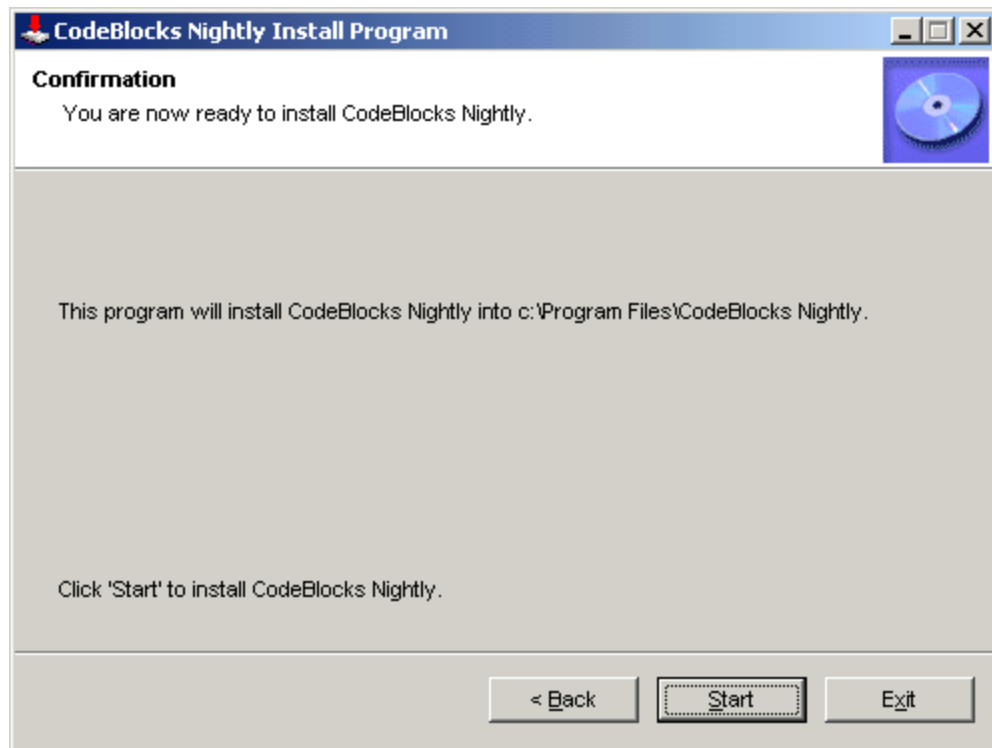 CodeBlocks Nightly Install Program
Confirmation
You are now ready to install CodeBlocks Nightly.
This program will install CodeBlocks Nightly into c:\Program Files\CodeBlocks Nightly.
Click 'Start' to install CodeBlocks Nightly.
< Back Start Exit